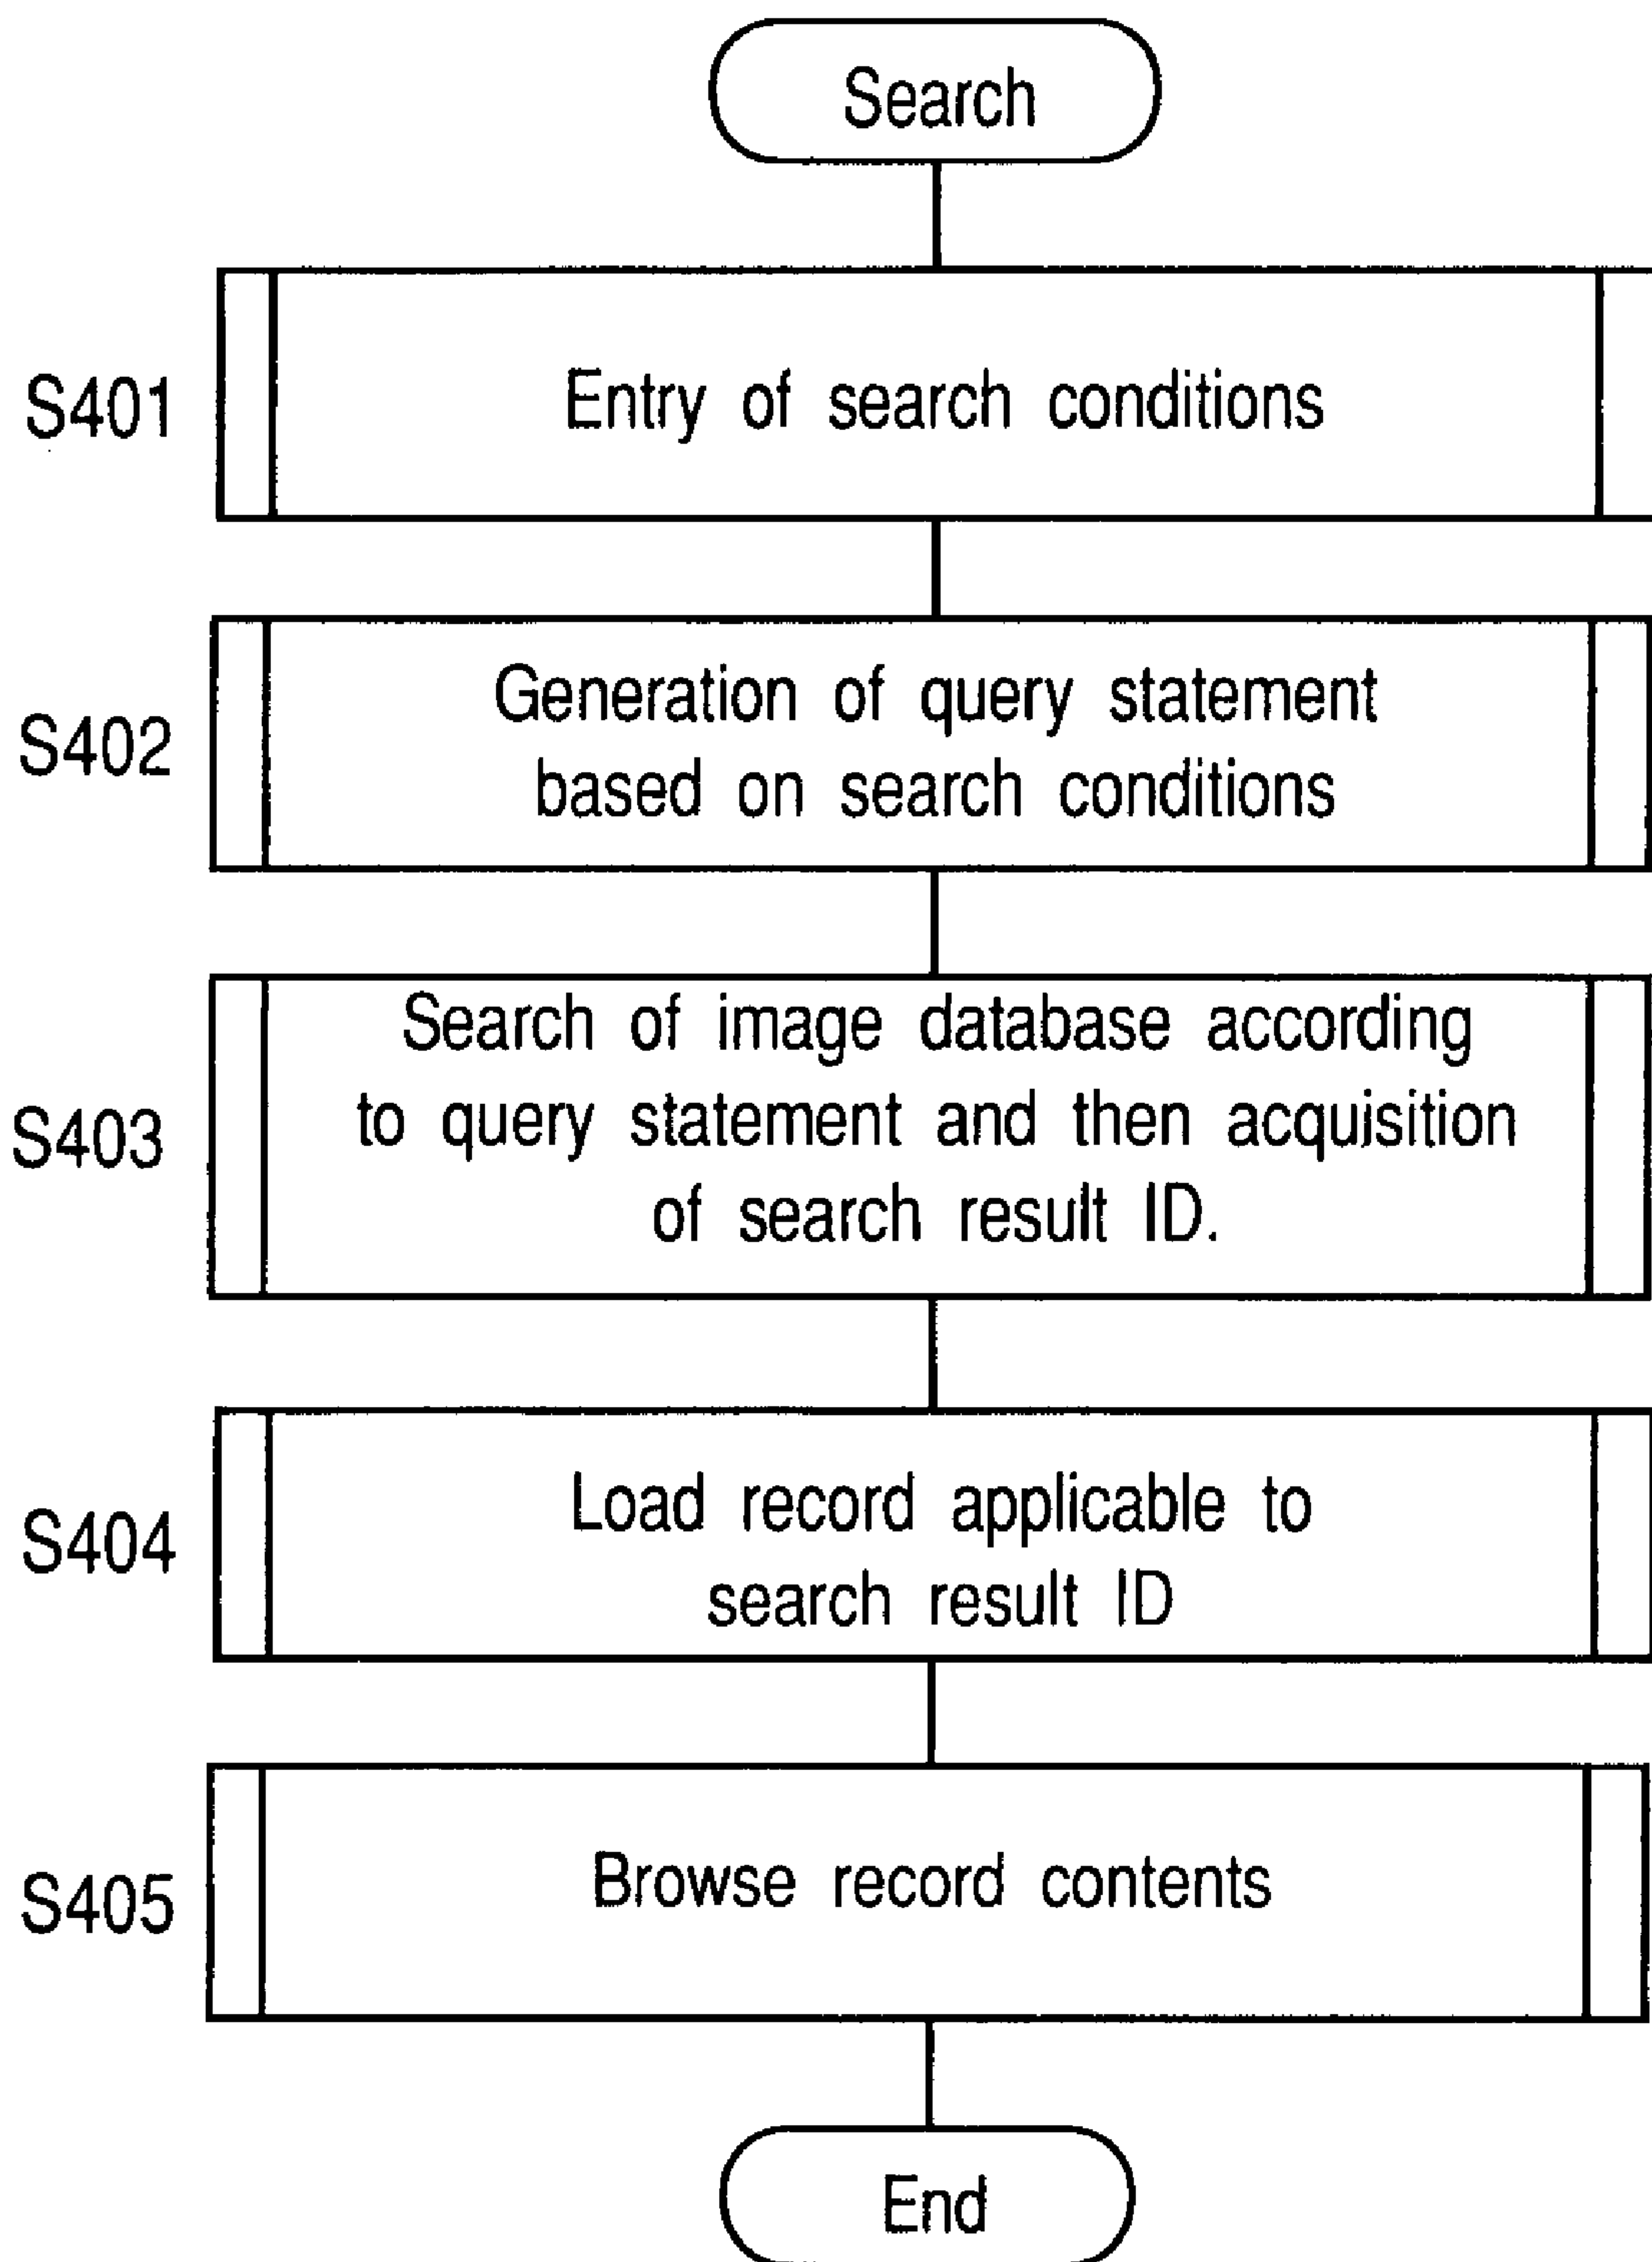 Search
S401
Entry of search conditions
S402
Generation of query statement
based on search conditions
S403
Search of image database according
to query statement and then acquisition
of search result ID.
S404
Load record applicable to
search result ID
S405
Browse record contents
End